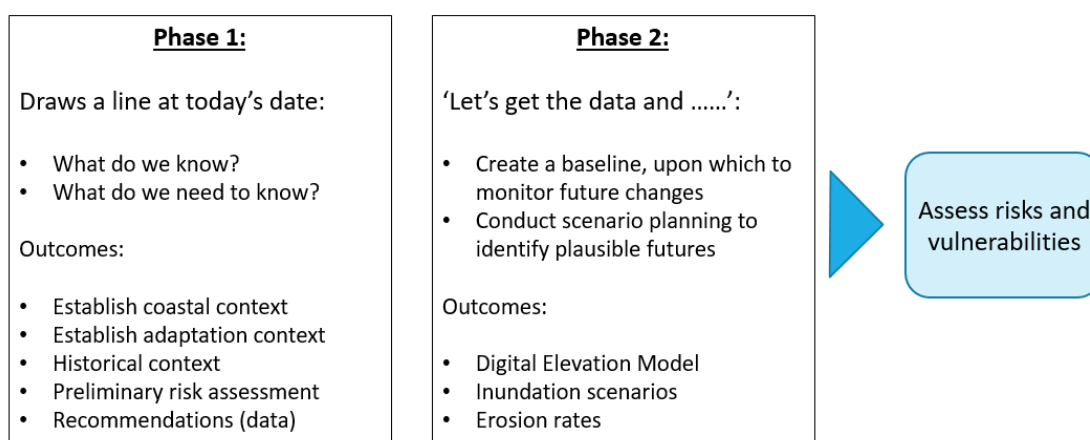 Phase 1:
Draws a line at today's date:
• What do we know?
• What do we need to know?
Outcomes:
• Establish coastal context
• Establish adaptation context
• Historical context
• Preliminary risk assessment
• Recommendations (data)
Phase 2:
‘Let’s get the data and ……’:
• Create a baseline, upon which to
monitor future changes
• Conduct scenario planning to
identify plausible futures
Outcomes:
• Digital Elevation Model
• Inundation scenarios
• Erosion rates
Assess risks and
vulnerabilities